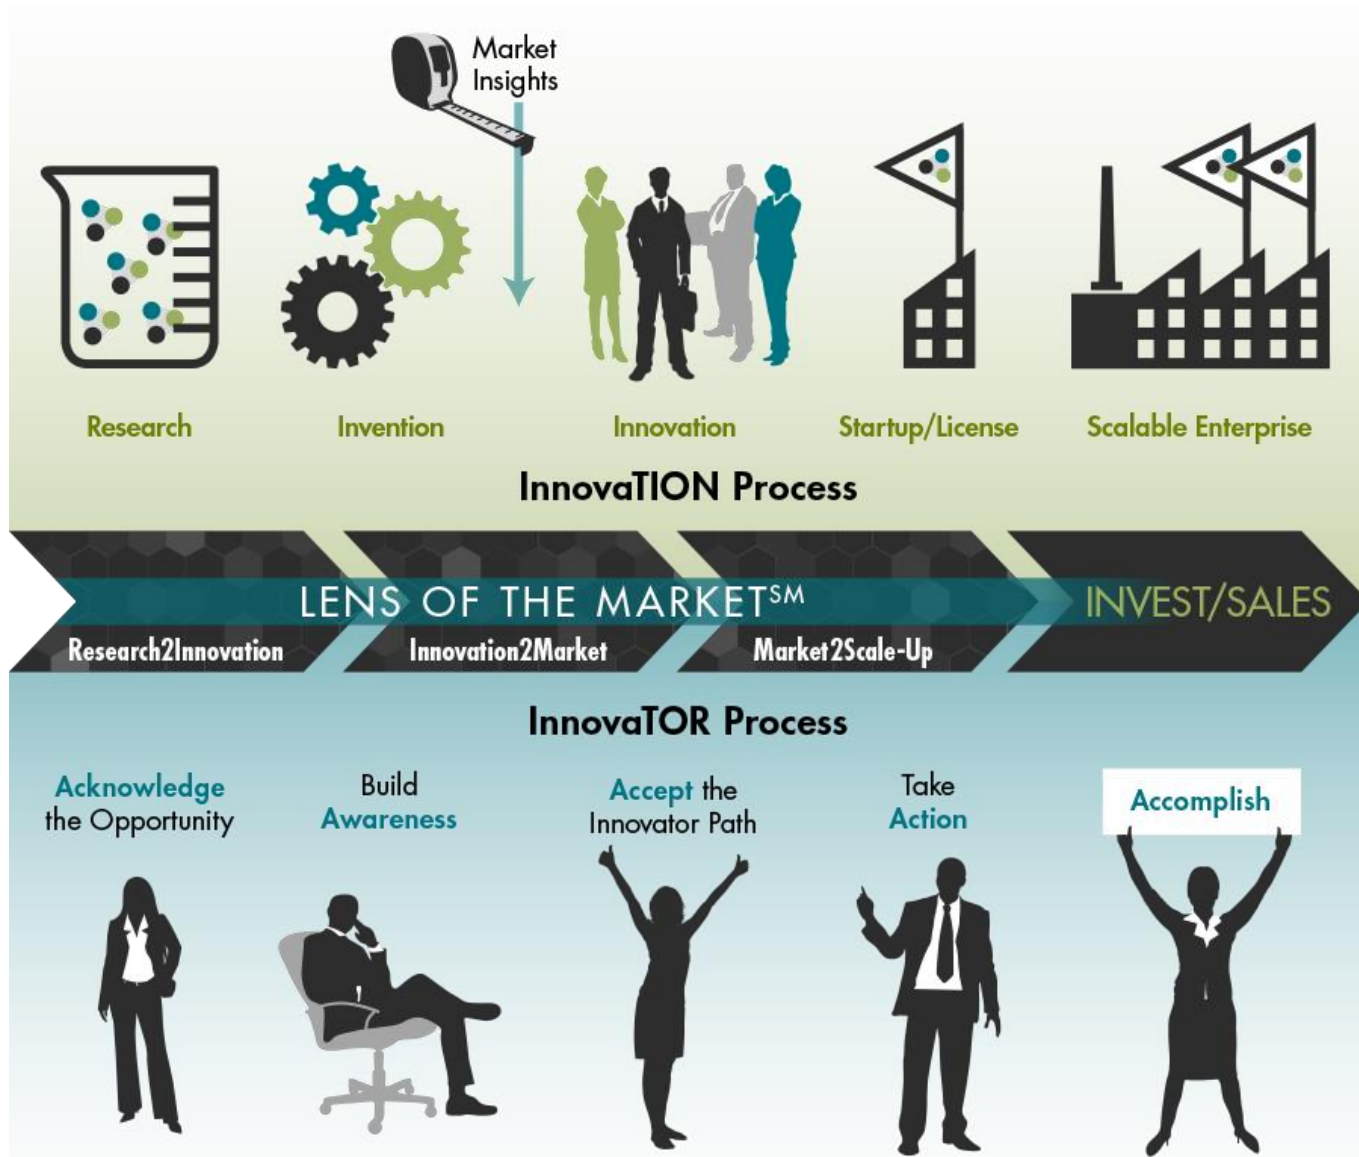 Market
Insights
Research
Invention
Innovation
Startup/License
Scalable Enterprise
InnovaTION Process
LENS OF THE MARKET℠
INVEST/SALES
Research2Innovation
Innovation2Market
Market2Scale-Up
InnovaTOR Process
Acknowledge
the Opportunity
Build
Awareness
Accept the
Innovator Path
Take
Action
Accomplish